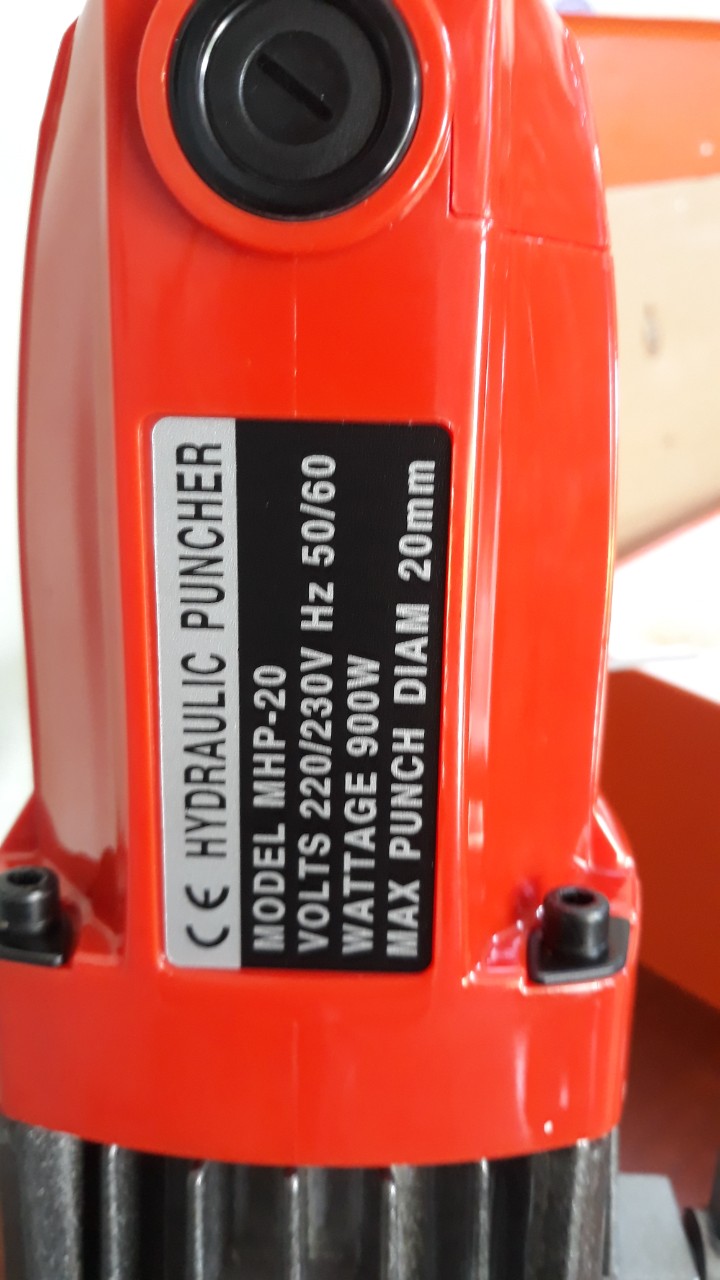 CE HYDRAULIC PUNCHER
MODEL MHP-20
VOLTS 220/230V Hz 50/60
WATTAGE 900W
MAX PUNCH DIAM 20mm